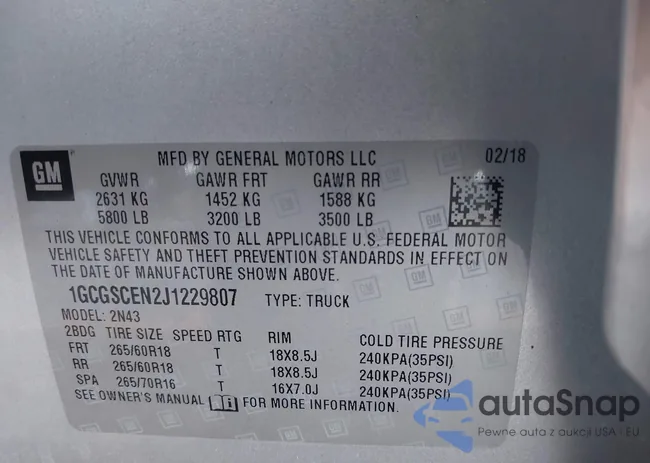 GM
MFD BY GENERAL MOTORS LLC 02/18
GVWR GAWR FRT GAWR RR
2631 KG 1452 KG 1588 KG
5800 LB 3200 LB 3500 LB
THIS VEHICLE CONFORMS TO ALL APPLICABLE U.S. FEDERAL MOTOR
VEHICLE SAFETY AND THEFT PREVENTION STANDARDS IN EFFECT ON
THE DATE OF MANUFACTURE SHOWN ABOVE.
1GCGSCEN2J1229807 TYPE: TRUCK
MODEL: 2N43
2BDG TIRE SIZE SPEED RTG RIM COLD TIRE PRESSURE
FRT 265/60R18 T 18X8.5J 240KPA(35PSI)
RR 265/60R18 T 18X8.5J 240KPA(35PSI)
SPA 265/70R16 T 16X7.0J 240KPA(35PSI)
SEE OWNER'S MANUAL FOR MORE INFORMATION.
autoSnap
Pewne auta z aukcji USA - EU